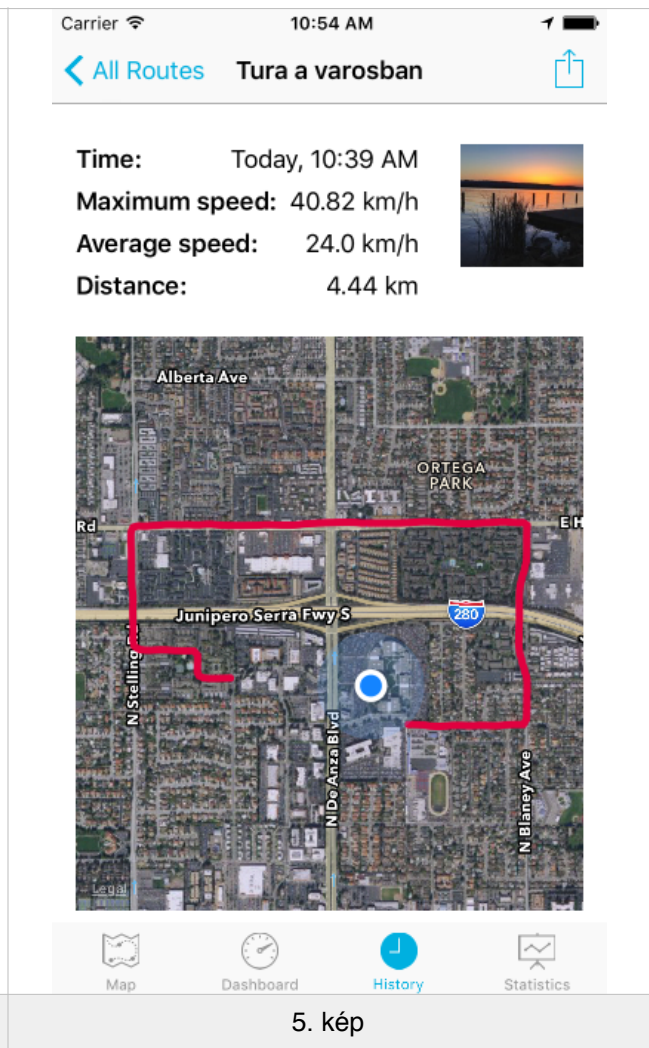 Carrier 10:54 AM
All Routes Tura a varosban
Time: Today, 10:39 AM
Maximum speed: 40.82 km/h
Average speed: 24.0 km/h
Distance: 4.44 km
Alberta Ave
ORTEGA
PARK
Rd
E H
Junipero Serra Fwy S
280
N Stelling Rd
N De Anza Blvd
N Blaney Ave
Legal
Map Dashboard History Statistics
5. kép